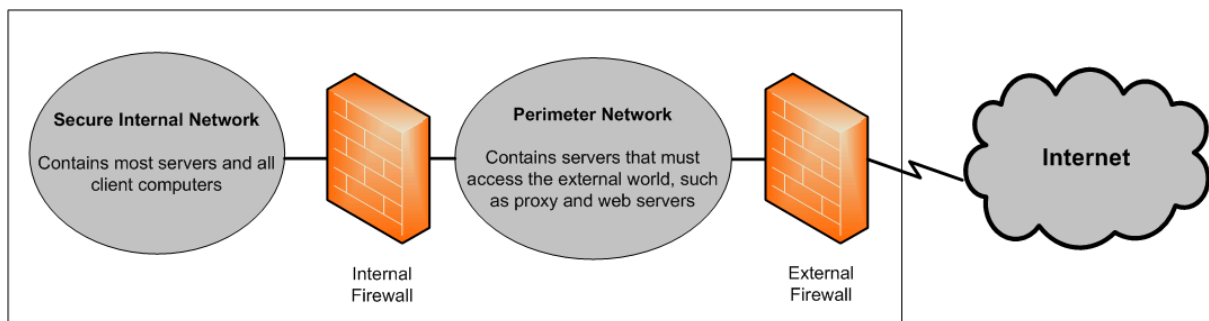 Secure Internal Network
Contains most servers and all
client computers
Internal
Firewall
Perimeter Network
Contains servers that must
access the external world, such
as proxy and web servers
External
Firewall
Internet